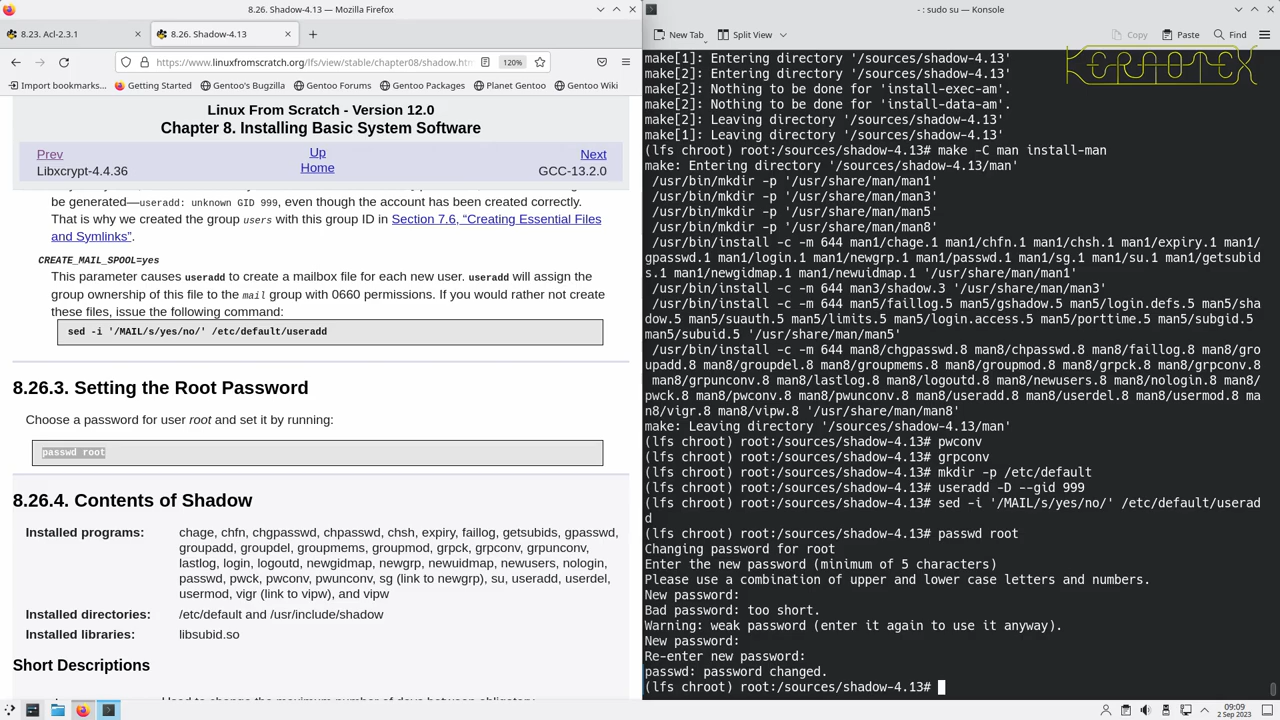 8.26. Shadow-4.13 — Mozilla Firefox
8.23. Acl-2.3.1
8.26. Shadow-4.13
https://www.linuxfromscratch.org/lfs/view/stable/chapter08/shadow.htm
120%
Import bookmarks...
Getting Started
Gentoo's Bugzilla
Gentoo Forums
Gentoo Packages
Planet Gentoo
Gentoo Wiki
Linux From Scratch - Version 12.0
Chapter 8. Installing Basic System Software
Prev
Up
Next
Libxcrypt-4.4.36
Home
GCC-13.2.0
be generated—useradd: unknown GID 999, even though the account has been created correctly.
That is why we created the group users with this group ID in Section 7.6, “Creating Essential Files
and Symlinks”.
CREATE_MAIL_SPOOL=yes
This parameter causes useradd to create a mailbox file for each new user. useradd will assign the
group ownership of this file to the mail group with 0660 permissions. If you would rather not create
these files, issue the following command:
sed -i '/MAIL/s/yes/no/' /etc/default/useradd
8.26.3. Setting the Root Password
Choose a password for user root and set it by running:
passwd root
8.26.4. Contents of Shadow
Installed programs:
chage, chfn, chgpasswd, chpasswd, chsh, expiry, faillog, getsubids, gpasswd,
groupadd, groupdel, groupmems, groupmod, grpck, grpconv, grpunconv,
lastlog, login, logoutd, newgidmap, newgrp, newuidmap, newusers, nologin,
passwd, pwck, pwconv, pwunconv, sg (link to newgrp), su, useradd, userdel,
usermod, vigr (link to vipw), and vipw
Installed directories:
/etc/default and /usr/include/shadow
Installed libraries:
libsubid.so
Short Descriptions
- : sudo su — Konsole
New Tab
Split View
Copy
Paste
Find
KERNOTEX
make[1]: Entering directory '/sources/shadow-4.13'
make[2]: Entering directory '/sources/shadow-4.13'
make[2]: Nothing to be done for 'install-exec-am'.
make[2]: Nothing to be done for 'install-data-am'.
make[2]: Leaving directory '/sources/shadow-4.13'
make[1]: Leaving directory '/sources/shadow-4.13'
(lfs chroot) root:/sources/shadow-4.13# make -C man install-man
make: Entering directory '/sources/shadow-4.13/man'
/usr/bin/mkdir -p '/usr/share/man/man1'
/usr/bin/mkdir -p '/usr/share/man/man3'
/usr/bin/mkdir -p '/usr/share/man/man5'
/usr/bin/mkdir -p '/usr/share/man/man8'
/usr/bin/install -c -m 644 man1/chage.1 man1/chfn.1 man1/chsh.1 man1/expiry.1 man1/
gpasswd.1 man1/login.1 man1/newgrp.1 man1/passwd.1 man1/sg.1 man1/su.1 man1/getsubid
s.1 man1/newgidmap.1 man1/newuidmap.1 '/usr/share/man/man1'
/usr/bin/install -c -m 644 man3/shadow.3 '/usr/share/man/man3'
/usr/bin/install -c -m 644 man5/faillog.5 man5/gshadow.5 man5/login.defs.5 man5/sha
dow.5 man5/suauth.5 man5/limits.5 man5/login.access.5 man5/porttime.5 man5/subgid.5
man5/subuid.5 '/usr/share/man/man5'
/usr/bin/install -c -m 644 man8/chgpasswd.8 man8/chpasswd.8 man8/faillog.8 man8/gro
upadd.8 man8/groupdel.8 man8/groupmems.8 man8/groupmod.8 man8/grpck.8 man8/grpconv.8
man8/grpunconv.8 man8/lastlog.8 man8/logoutd.8 man8/newusers.8 man8/nologin.8 man8/
pwck.8 man8/pwconv.8 man8/pwunconv.8 man8/useradd.8 man8/userdel.8 man8/usermod.8 ma
n8/vigr.8 man8/vipw.8 '/usr/share/man/man8'
make: Leaving directory '/sources/shadow-4.13/man'
(lfs chroot) root:/sources/shadow-4.13# pwconv
(lfs chroot) root:/sources/shadow-4.13# grpconv
(lfs chroot) root:/sources/shadow-4.13# mkdir -p /etc/default
(lfs chroot) root:/sources/shadow-4.13# useradd -D --gid 999
(lfs chroot) root:/sources/shadow-4.13# sed -i '/MAIL/s/yes/no/' /etc/default/userad
d
(lfs chroot) root:/sources/shadow-4.13# passwd root
Changing password for root
Enter the new password (minimum of 5 characters)
Please use a combination of upper and lower case letters and numbers.
New password:
Bad password: too short.
Warning: weak password (enter it again to use it anyway).
New password:
Re-enter new password:
passwd: password changed.
(lfs chroot) root:/sources/shadow-4.13#
09:09
2 Sep 2023